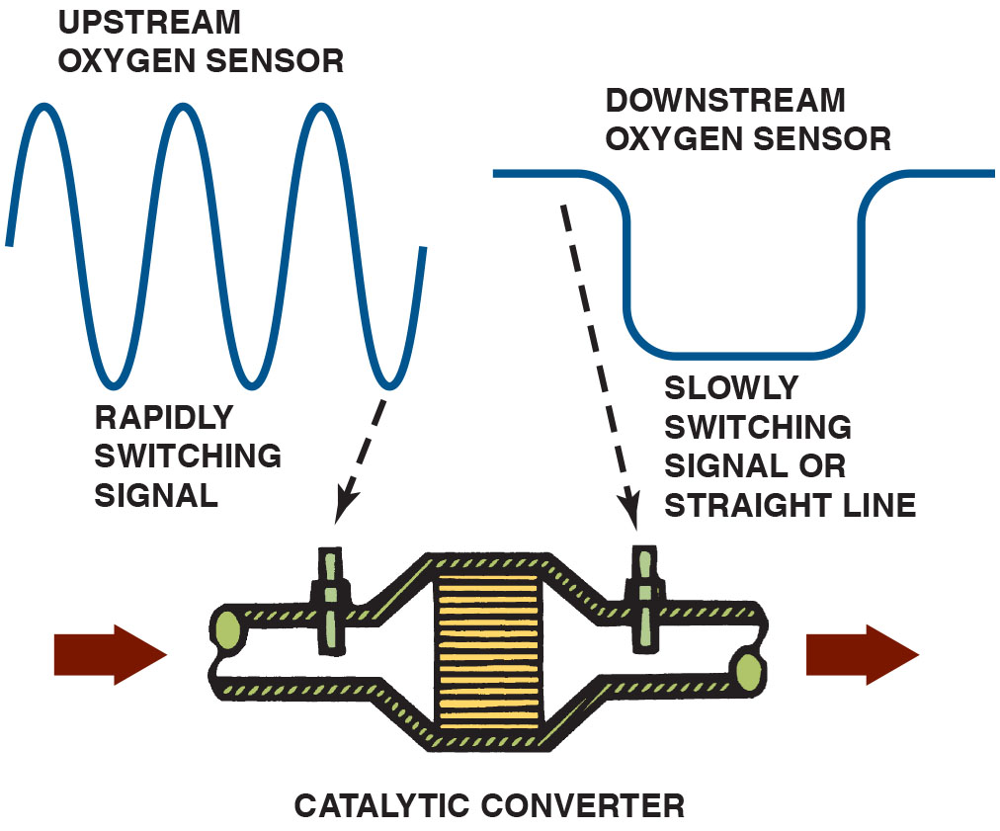 UPSTREAM
OXYGEN SENSOR
DOWNSTREAM
OXYGEN SENSOR
RAPIDLY
SWITCHING
SIGNAL
SLOWLY
SWITCHING
SIGNAL OR
STRAIGHT LINE
CATALYTIC CONVERTER